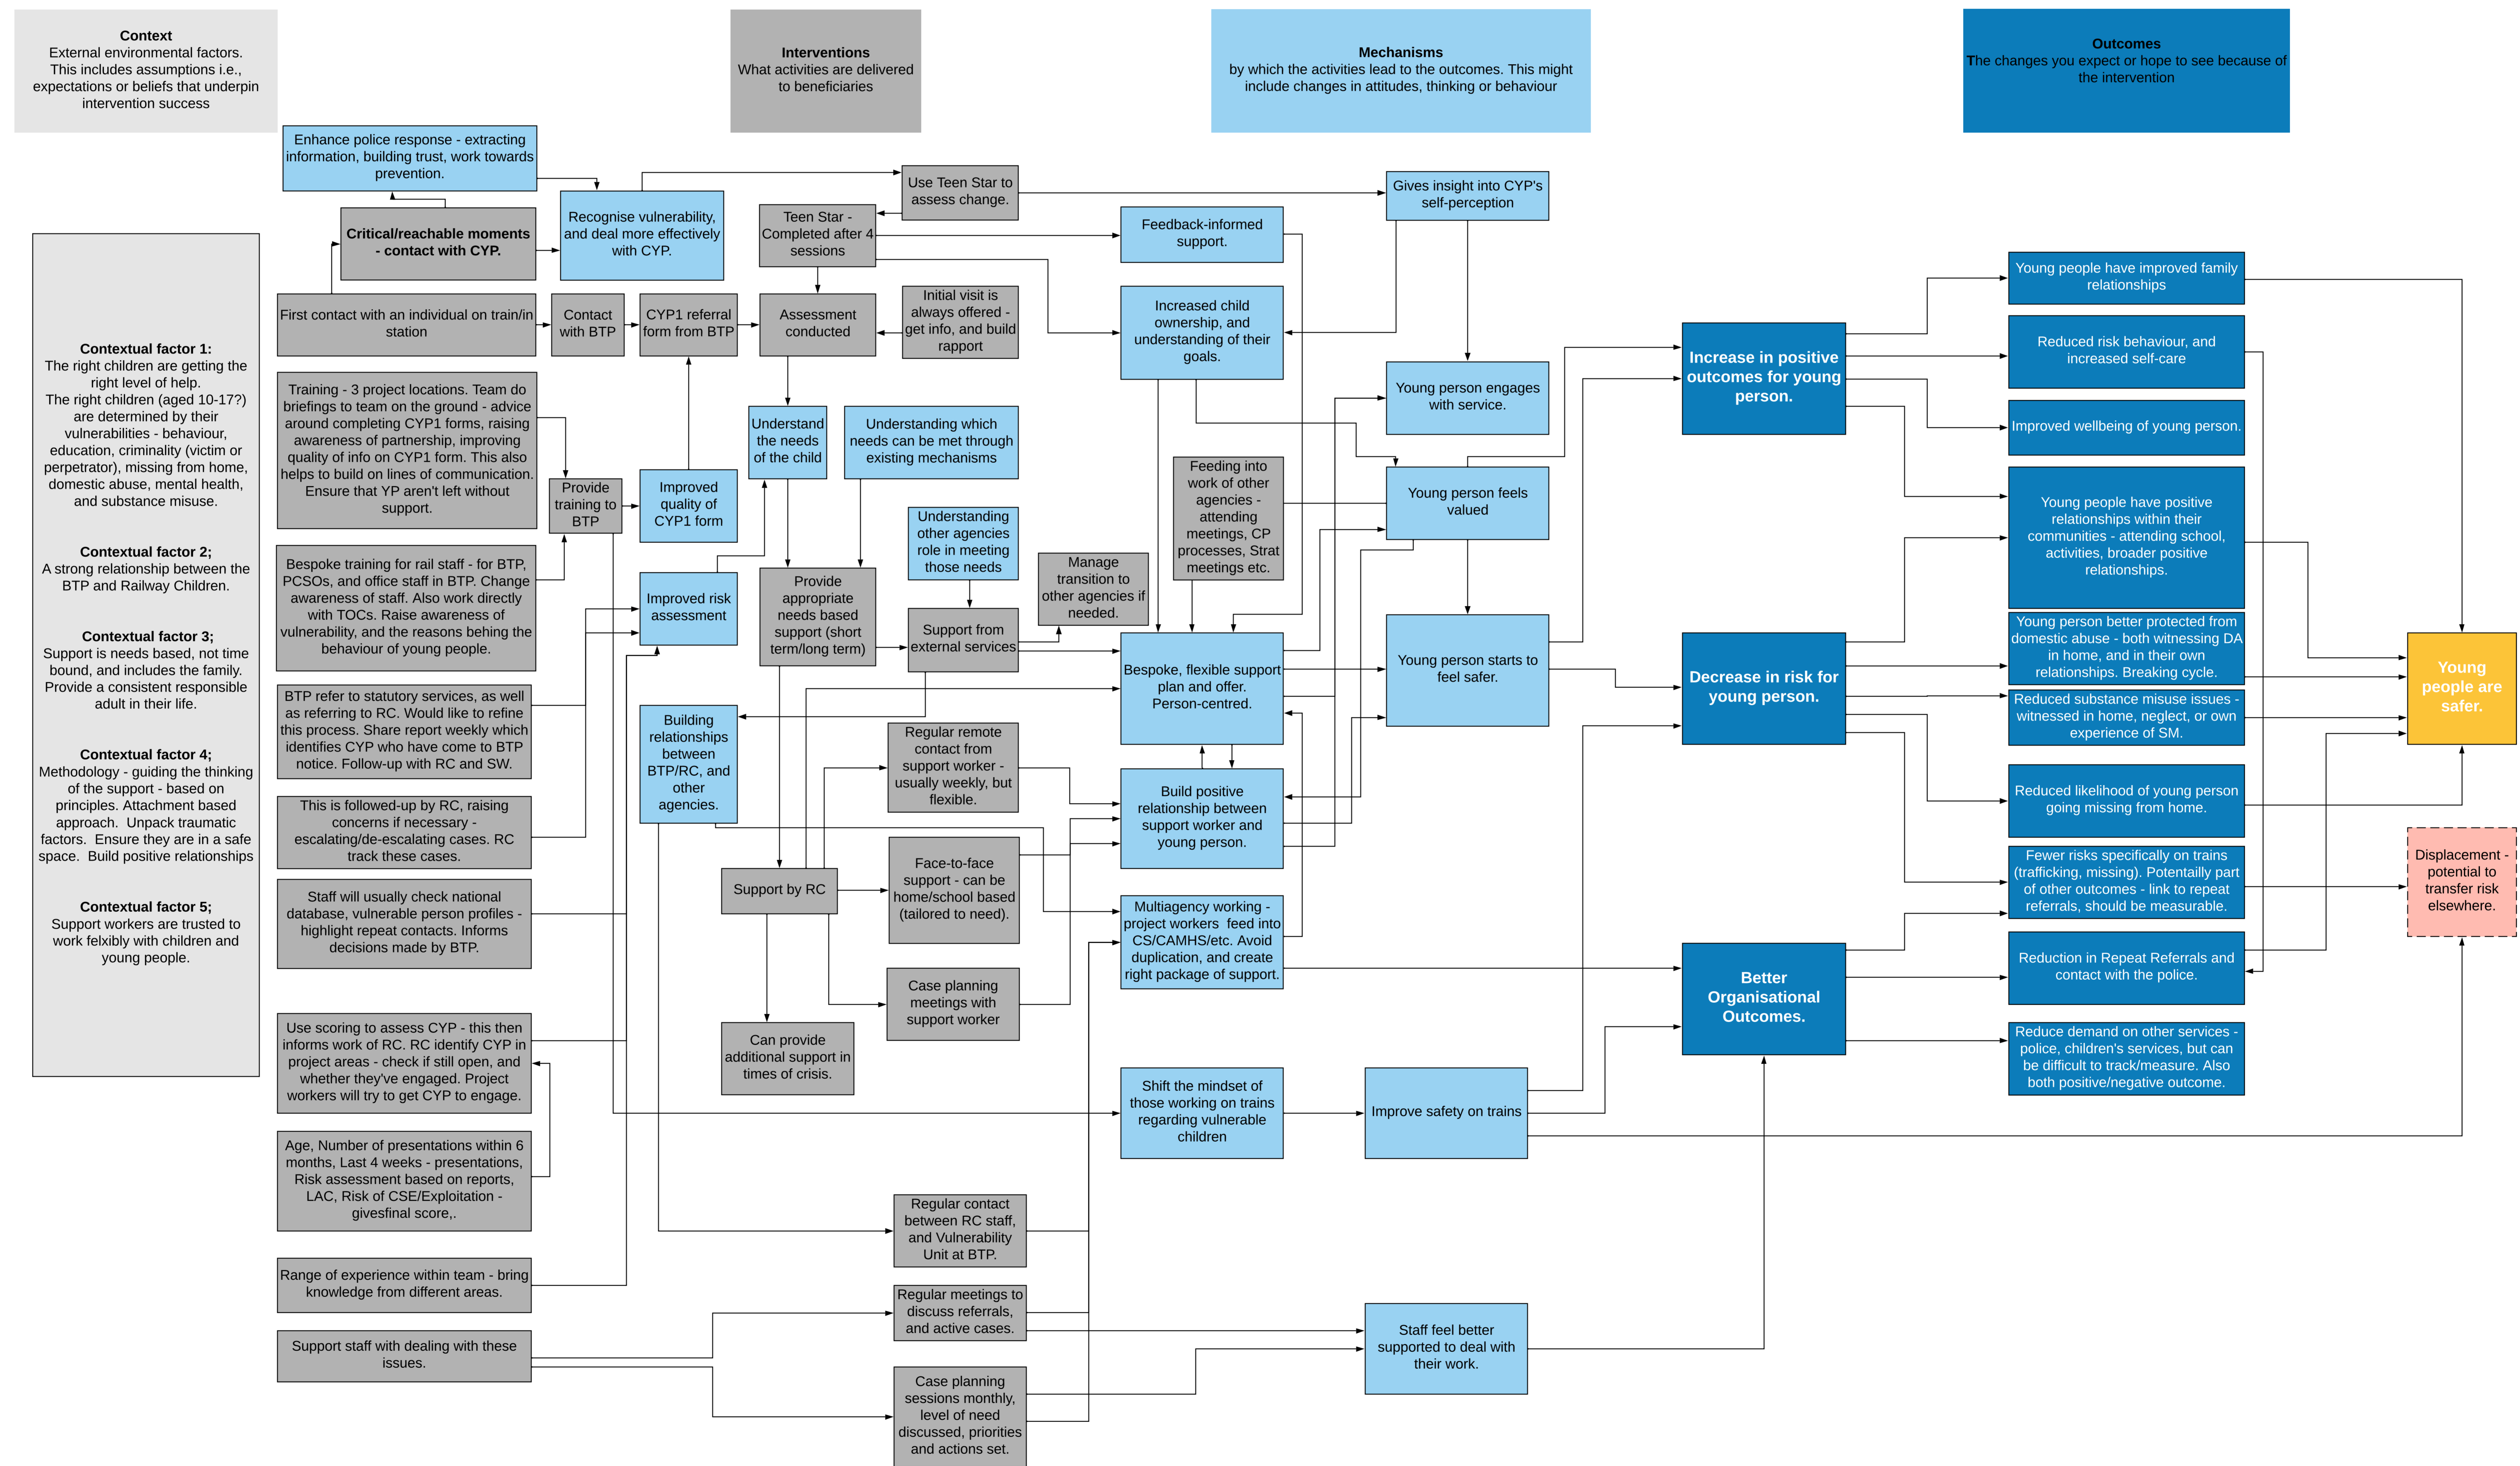 Context
External environmental factors.
This includes assumptions i.e.,
expectations or beliefs that underpin
intervention success
Interventions
What activities are delivered
to beneficiaries
Mechanisms
by which the activities lead to the outcomes. This might
include changes in attitudes, thinking or behaviour
Outcomes
The changes you expect or hope to see because of
the intervention
Contextual factor 1:
The right children are getting the
right level of help.
The right children (aged 10-17?)
are determined by their
vulnerabilities - behaviour,
education, criminality (victim or
perpetrator), missing from home,
domestic abuse, mental health,
and substance misuse.
Contextual factor 2;
A strong relationship between the
BTP and Railway Children.
Contextual factor 3;
Support is needs based, not time
bound, and includes the family.
Provide a consistent responsible
adult in their life.
Contextual factor 4;
Methodology - guiding the thinking
of the support - based on
principles. Attachment based
approach.  Unpack traumatic
factors.  Ensure they are in a safe
space.  Build positive relationships
Contextual factor 5;
Support workers are trusted to
work felxibly with children and
young people.
Enhance police response - extracting
information, building trust, work towards
prevention.
Critical/reachable moments
- contact with CYP.
Recognise vulnerability,
and deal more effectively
with CYP.
First contact with an individual on train/in
station
Contact
with BTP
CYP1 referral
form from BTP
Training - 3 project locations. Team do
briefings to team on the ground - advice
around completing CYP1 forms, raising
awareness of partnership, improving
quality of info on CYP1 form. This also
helps to build on lines of communication.
Ensure that YP aren't left without
support.
Provide
training to
BTP
Improved
quality of
CYP1 form
Bespoke training for rail staff - for BTP,
PCSOs, and office staff in BTP. Change
awareness of staff. Also work directly
with TOCs. Raise awareness of
vulnerability, and the reasons behing the
behaviour of young people.
Improved risk
assessment
BTP refer to statutory services, as well
as referring to RC. Would like to refine
this process. Share report weekly which
identifies CYP who have come to BTP
notice. Follow-up with RC and SW.
Building
relationships
between
BTP/RC, and
other
agencies.
This is followed-up by RC, raising
concerns if necessary -
escalating/de-escalating cases. RC
track these cases.
Staff will usually check national
database, vulnerable person profiles -
highlight repeat contacts. Informs
decisions made by BTP.
Use scoring to assess CYP - this then
informs work of RC. RC identify CYP in
project areas - check if still open, and
whether they've engaged. Project
workers will try to get CYP to engage.
Age, Number of presentations within 6
months, Last 4 weeks - presentations,
Risk assessment based on reports,
LAC, Risk of CSE/Exploitation -
givesfinal score,.
Range of experience within team - bring
knowledge from different areas.
Support staff with dealing with these
issues.
Use Teen Star to
assess change.
Teen Star -
Completed after 4
sessions
Assessment
conducted
Initial visit is
always offered -
get info, and build
rapport
Understand
the needs
of the child
Understanding which
needs can be met through
existing mechanisms
Understanding
other agencies
role in meeting
those needs
Provide
appropriate
needs based
support (short
term/long term)
Support from
external services
Manage
transition to
other agencies if
needed.
Regular remote
contact from
support worker -
usually weekly, but
flexible.
Support by RC
Face-to-face
support - can be
home/school based
(tailored to need).
Case planning
meetings with
support worker
Can provide
additional support in
times of crisis.
Regular contact
between RC staff,
and Vulnerability
Unit at BTP.
Regular meetings to
discuss referrals,
and active cases.
Case planning
sessions monthly,
level of need
discussed, priorities
and actions set.
Gives insight into CYP's
self-perception
Feedback-informed
support.
Increased child
ownership, and
understanding of their
goals.
Young person engages
with service.
Feeding into
work of other
agencies -
attending
meetings, CP
processes, Strat
meetings etc.
Young person feels
valued
Bespoke, flexible support
plan and offer.
Person-centred.
Young person starts to
feel safer.
Build positive
relationship between
support worker and
young person.
Multiagency working -
project workers  feed into
CS/CAMHS/etc. Avoid
duplication, and create
right package of support.
Shift the mindset of
those working on trains
regarding vulnerable
children
Improve safety on trains
Staff feel better
supported to deal with
their work.
Increase in positive
outcomes for young
person.
Decrease in risk for
young person.
Better
Organisational
Outcomes.
Young people have improved family
relationships
Reduced risk behaviour, and
increased self-care
Improved wellbeing of young person.
Young people have positive
relationships within their
communities - attending school,
activities, broader positive
relationships.
Young person better protected from
domestic abuse - both witnessing DA
in home, and in their own
relationships. Breaking cycle.
Reduced substance misuse issues -
witnessed in home, neglect, or own
experience of SM.
Reduced likelihood of young person
going missing from home.
Fewer risks specifically on trains
(trafficking, missing). Potentailly part
of other outcomes - link to repeat
referrals, should be measurable.
Reduction in Repeat Referrals and
contact with the police.
Reduce demand on other services -
police, children's services, but can
be difficult to track/measure. Also
both positive/negative outcome.
Young
people are
safer.
Displacement -
potential to
transfer risk
elsewhere.